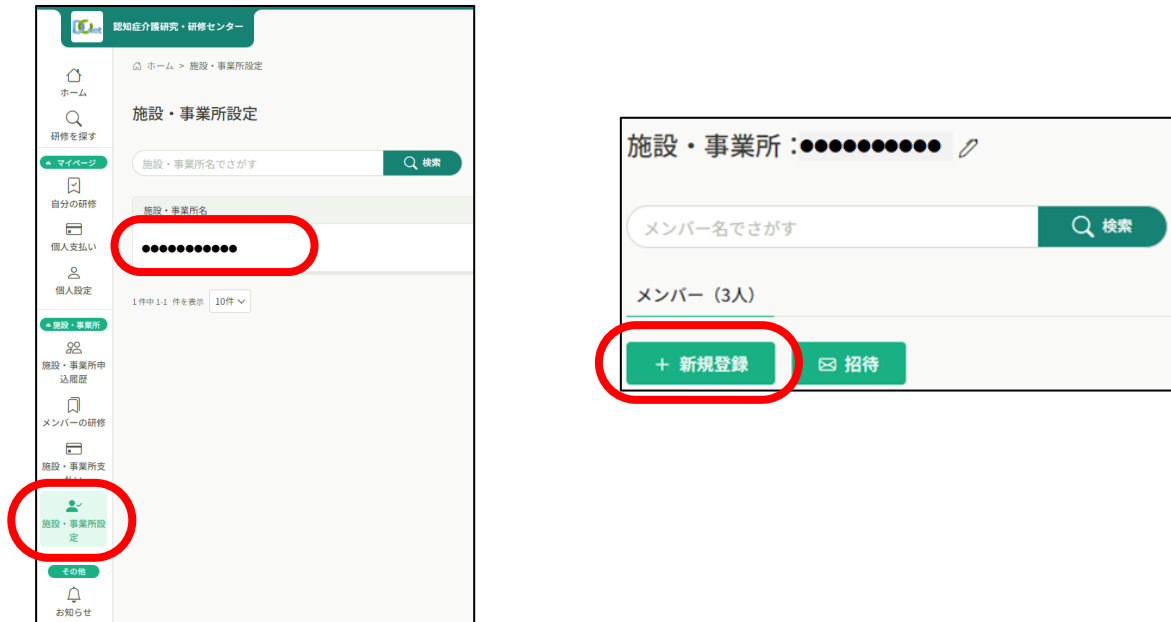 認知症介護研究・研修センター
ホーム
研修を探す
マイページ
自分の研修
個人支払い
個人設定
施設・事業所
施設・事業所申
込履歴
メンバーの研修
施設・事業所支
施設・事業所設
定
その他
お知らせ
ホーム > 施設・事業所設定
施設・事業所設定
施設・事業所名でさがす
検索
施設・事業所名
●●●●●●●●●●●
1 件中 1-1 件を表示 10件
施設・事業所:●●●●●●●●●●
メンバー名でさがす
検索
メンバー(3人)
+ 新規登録
招待